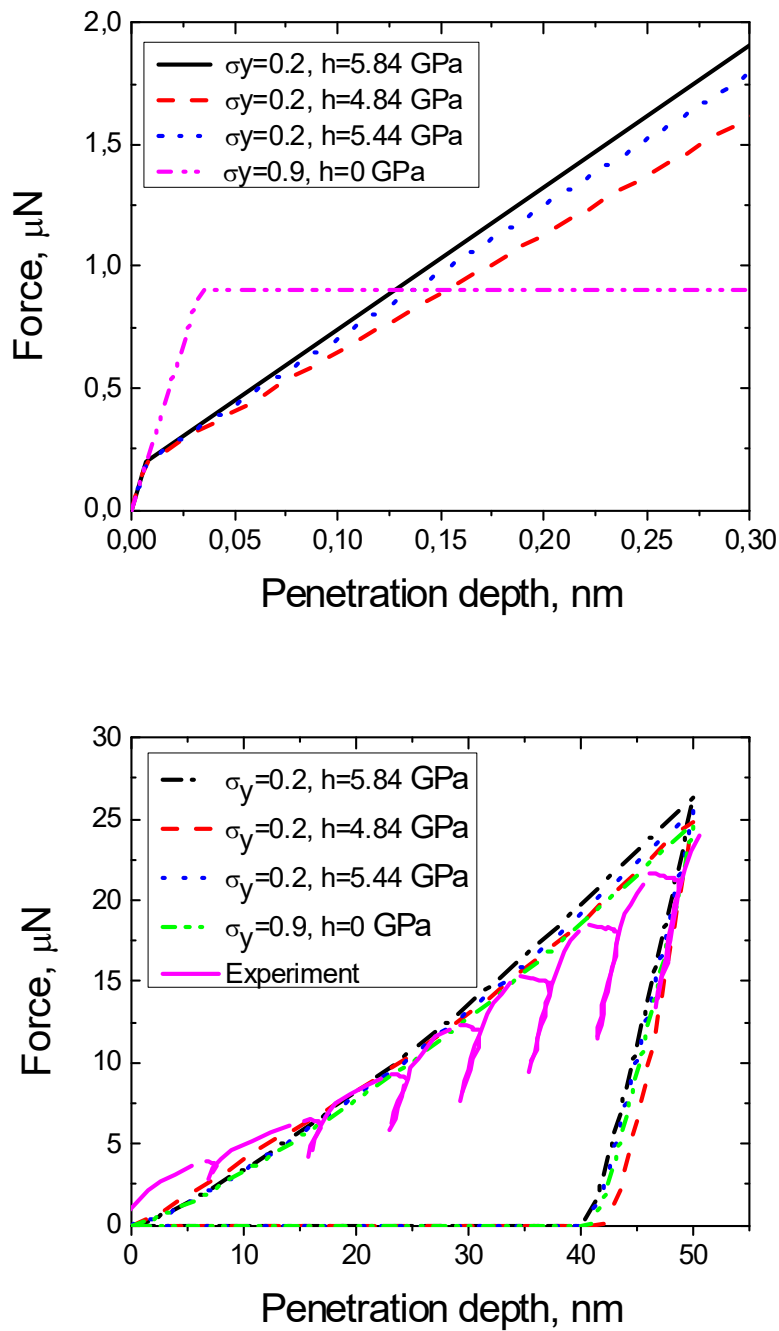 2,0
1,5
1,0
0,5
0,0
Force, μN
σy=0.2, h=5.84 GPa
σy=0.2, h=4.84 GPa
σy=0.2, h=5.44 GPa
σy=0.9, h=0 GPa
0,00 0,05 0,10 0,15 0,20 0,25 0,30
Penetration depth, nm
30
25
20
15
10
5
0
Force, μN
σy=0.2, h=5.84 GPa
σy=0.2, h=4.84 GPa
σy=0.2, h=5.44 GPa
σy=0.9, h=0 GPa
Experiment
0 10 20 30 40 50
Penetration depth, nm